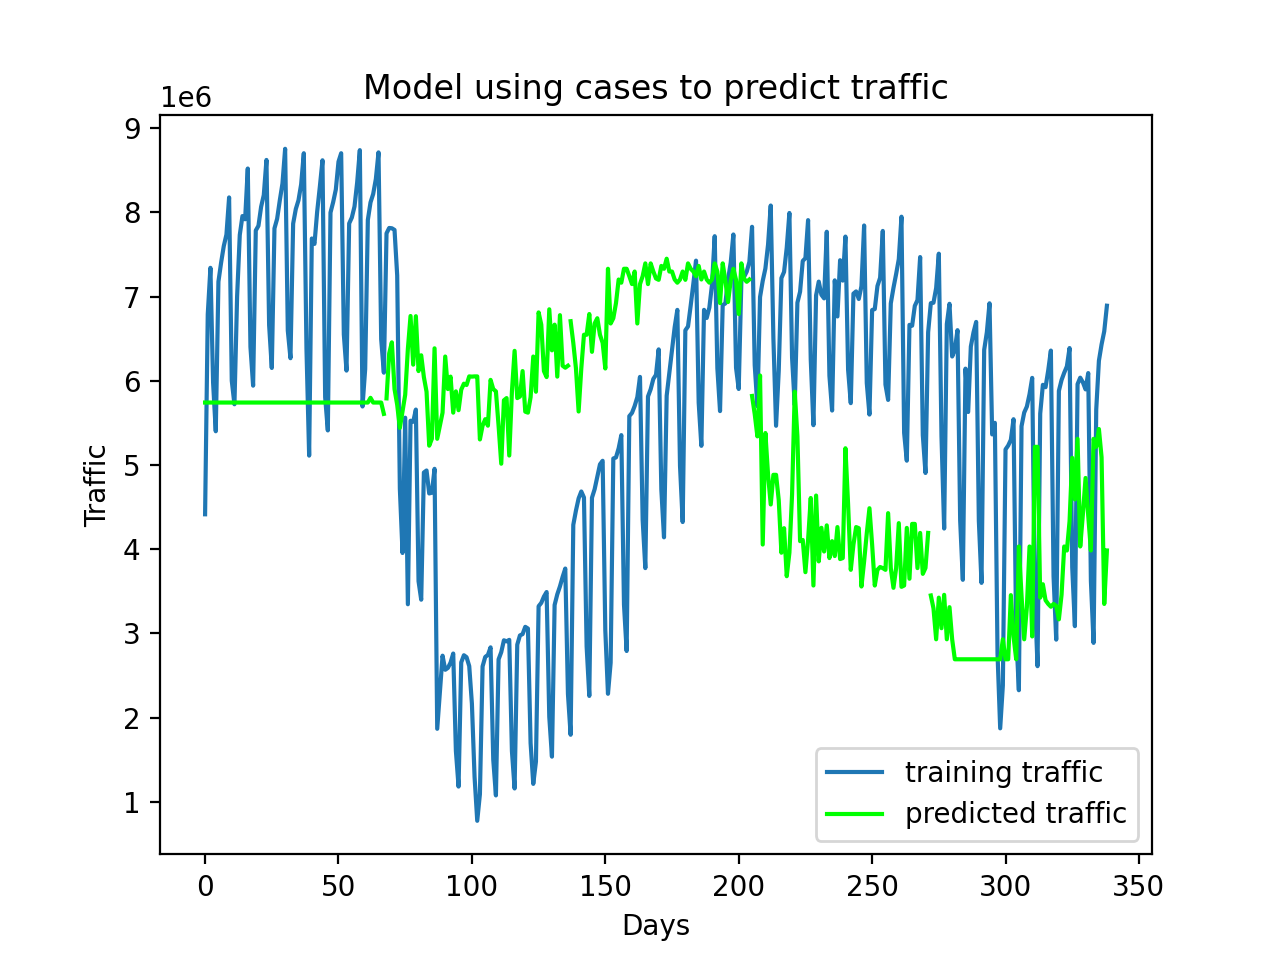 Model using cases to predict traffic
1e6
9
8
7
6
5
4
3
2
1
Traffic
0 50 100 150 200 250 300 350
Days
training traffic
predicted traffic